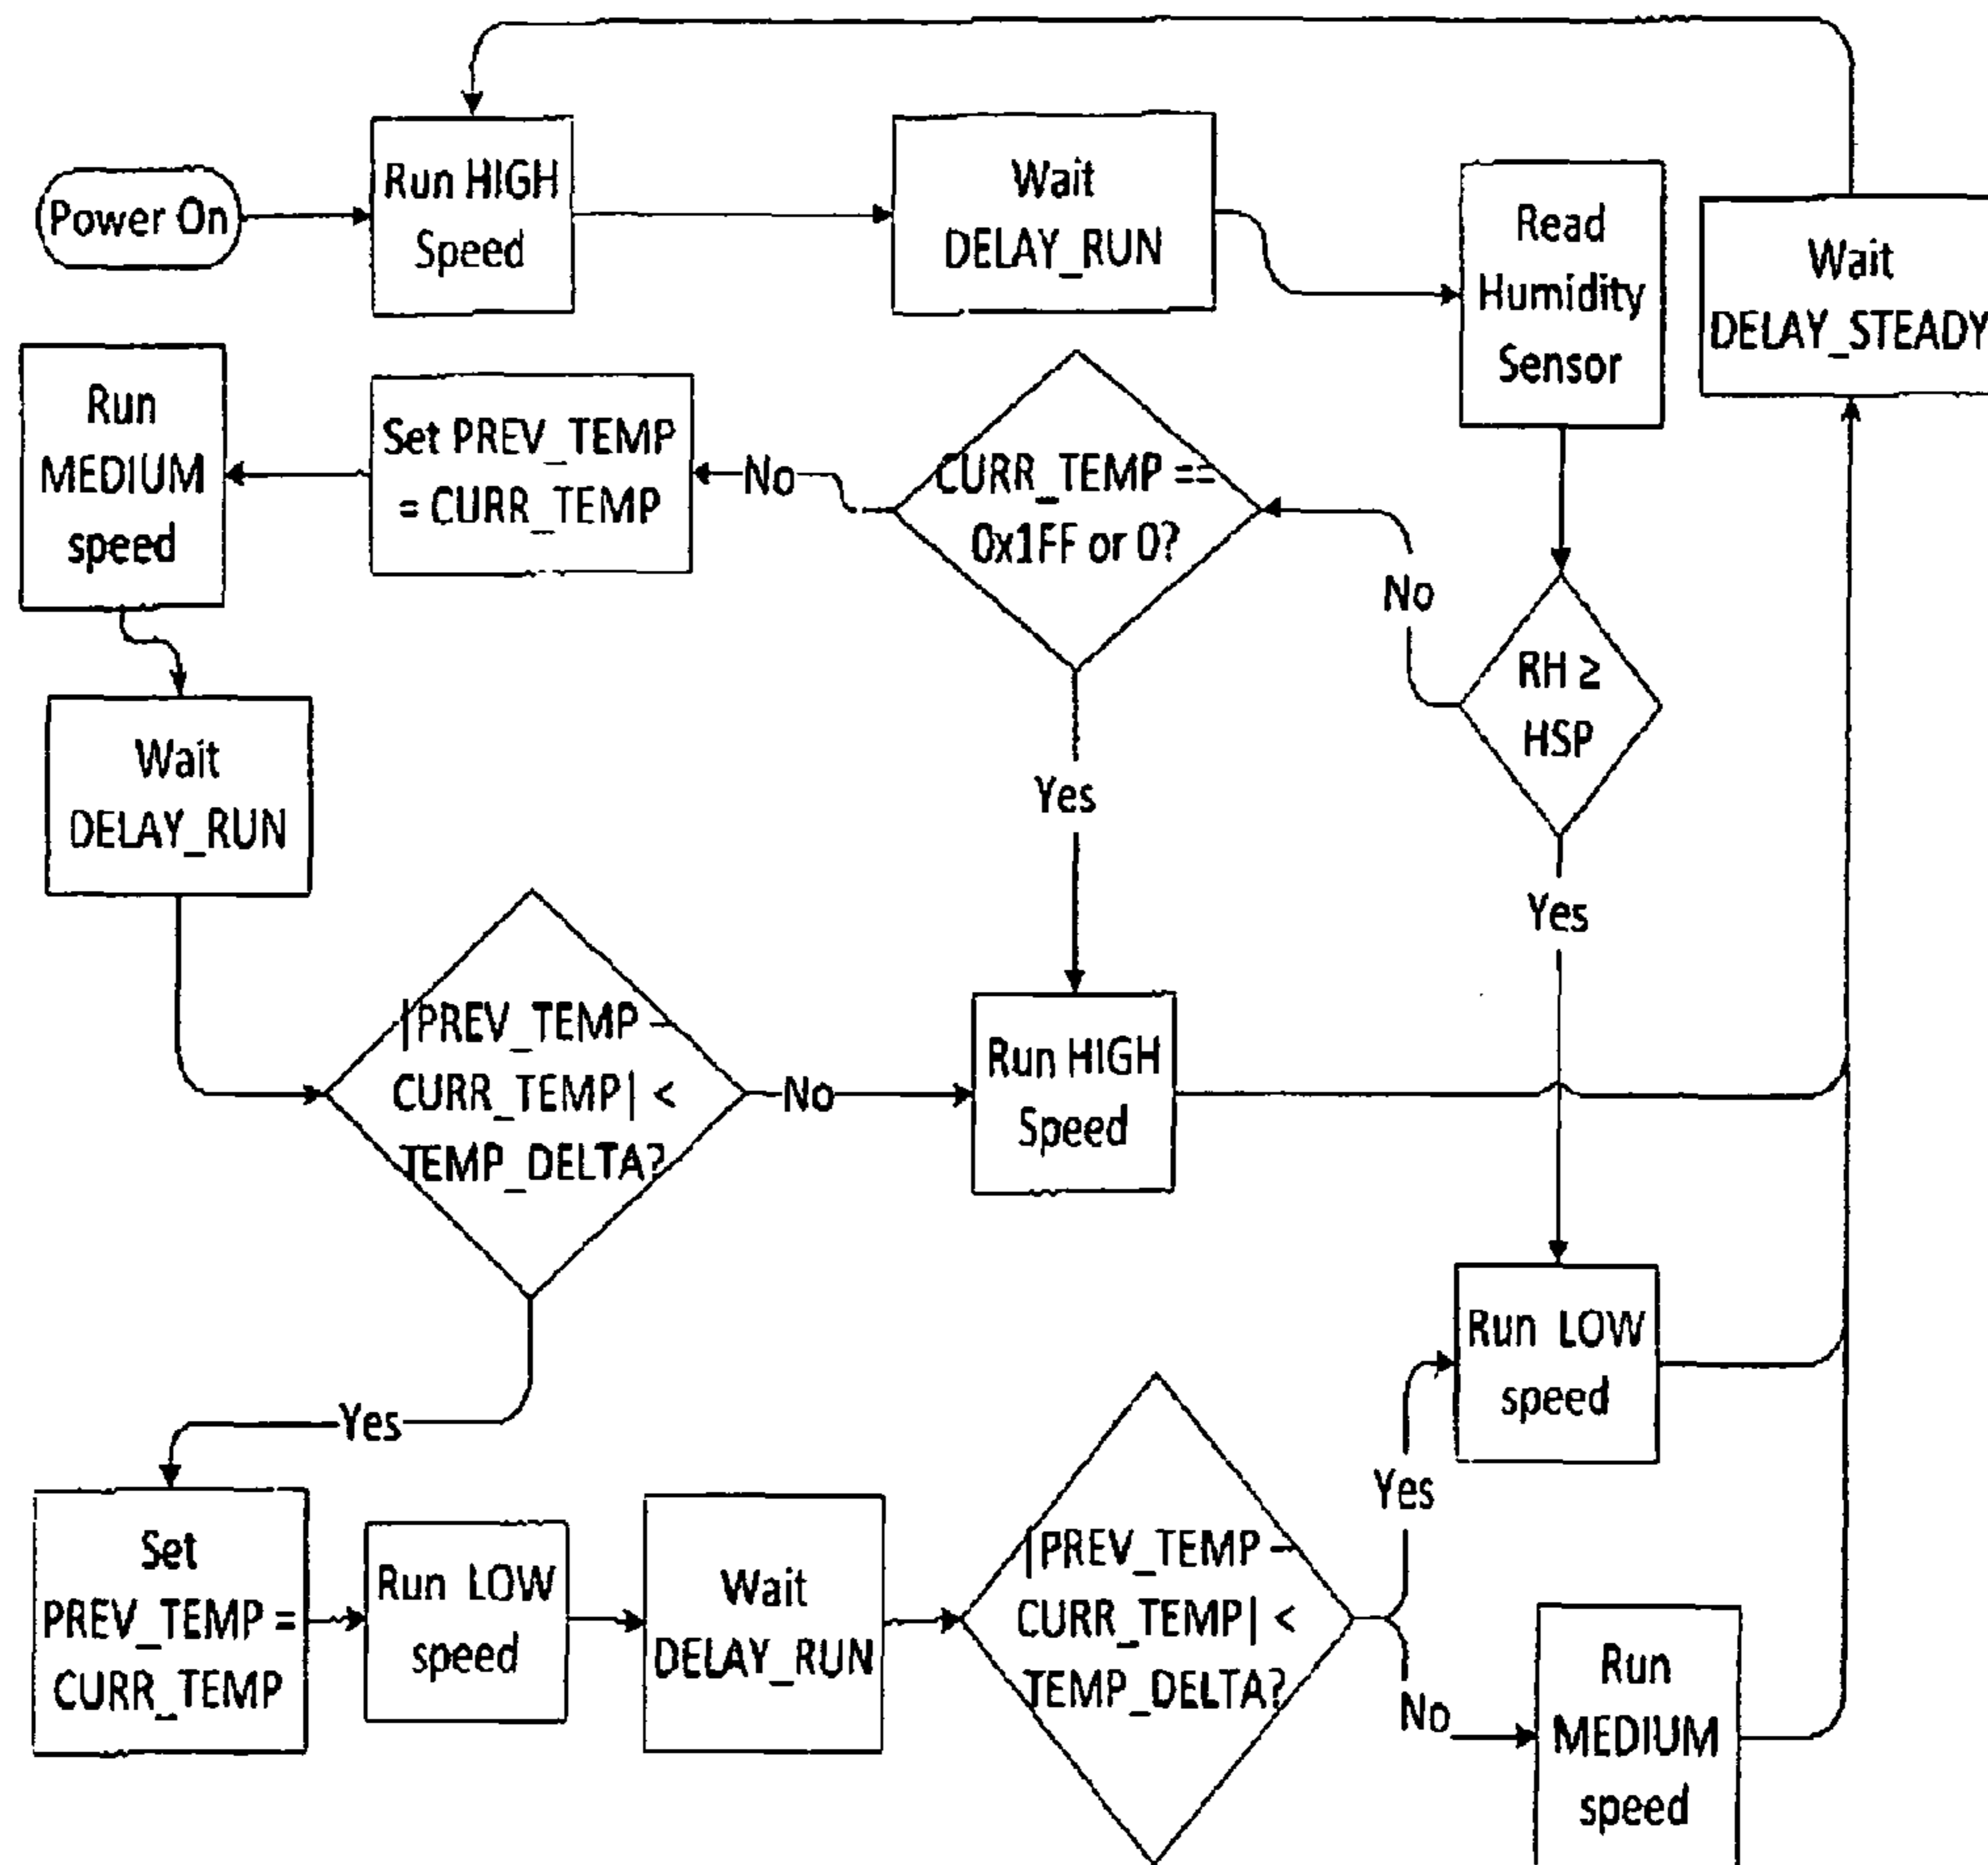 Power On
Run HIGH
Speed
Wait
DELAY_RUN
Read
Humidity
Sensor
Wait
DELAY_STEADY
Run
MEDIUM
speed
Set PREV_TEMP
= CURR_TEMP
No
CURR_TEMP ==
0x1FF or 0?
No
RH ≥
HSP
Wait
DELAY_RUN
Yes
Yes
|PREV_TEMP –
CURR_TEMP| <
TEMP_DELTA?
No
Run HIGH
Speed
Run LOW
speed
Yes
Set
PREV_TEMP =
CURR_TEMP
Run LOW
speed
Wait
DELAY_RUN
|PREV_TEMP –
CURR_TEMP| <
TEMP_DELTA?
Yes
No
Run
MEDIUM
speed